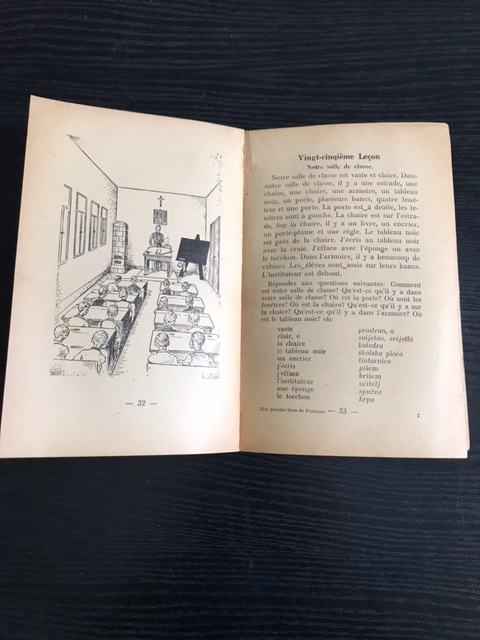 — 32 —
Vingt-cinqième Leçon
Notre salle de classe.
Notre salle de classe est vaste et claire, Dans
notre salle de classe, il y a une estrade, une
chaire, une chaise, une armoire, un tableau
noir, un poêle, plusieurs bancs, quatre fenê-
tres et une porte. La porte est‿à droite, les fe-
nêtres sont à gauche. La chaire est sur l'estra-
de. Sur la chaire, il y a un livre, un encrier,
un porte-plume et une règle. Le tableau noir
est près de la chaire. J'écris au tableau noir
avec la craie. J'efface avec l'éponge ou avec
le torchon. Dans l'armoire, il y a beaucoup de
cahiers. Les‿élèves sont‿assis sur leurs bancs.
L'instituteur est debout.
Répondez aux questions suivantes: Comment
est votre salle de classe? Qu'est-ce qu'il y a dans
votre salle de classe? Où est la porte? Où sont les
fenêtres? Où est la chaire? Qu'est-ce qu'il y a sur
la chaire? Qu'est-ce qu'il y a dans l'armoire? Où
est le tableau noir? etc
vaste prostran, a
clair, e svijetao, svijetla
la chaire katedra
le tableau noir školska ploča
un encrier tintarnica
j'écris pišem
j'efface brišem
l'instituteur učitelj
une éponge spužva
le torchon krpa
Mon premier livre de Français — 33 — 2